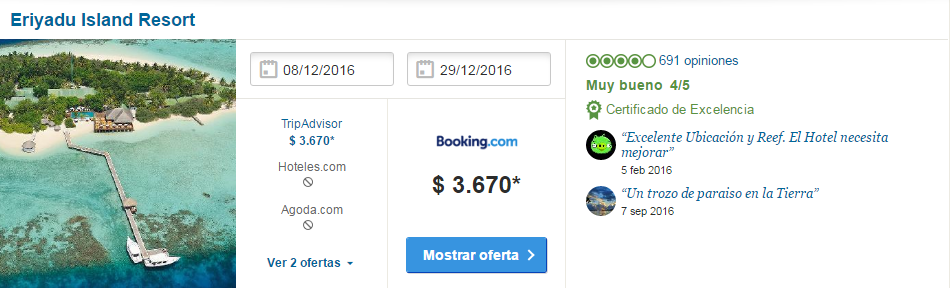 Eriyadu Island Resort
08/12/2016
29/12/2016
TripAdvisor
$ 3.670*
Hoteles.com
Agoda.com
Ver 2 ofertas
Booking.com
$ 3.670*
Mostrar oferta
691 opiniones
Muy bueno 4/5
Certificado de Excelencia
“Excelente Ubicación y Reef. El Hotel necesita
mejorar”
5 feb 2016
“Un trozo de paraiso en la Tierra”
7 sep 2016